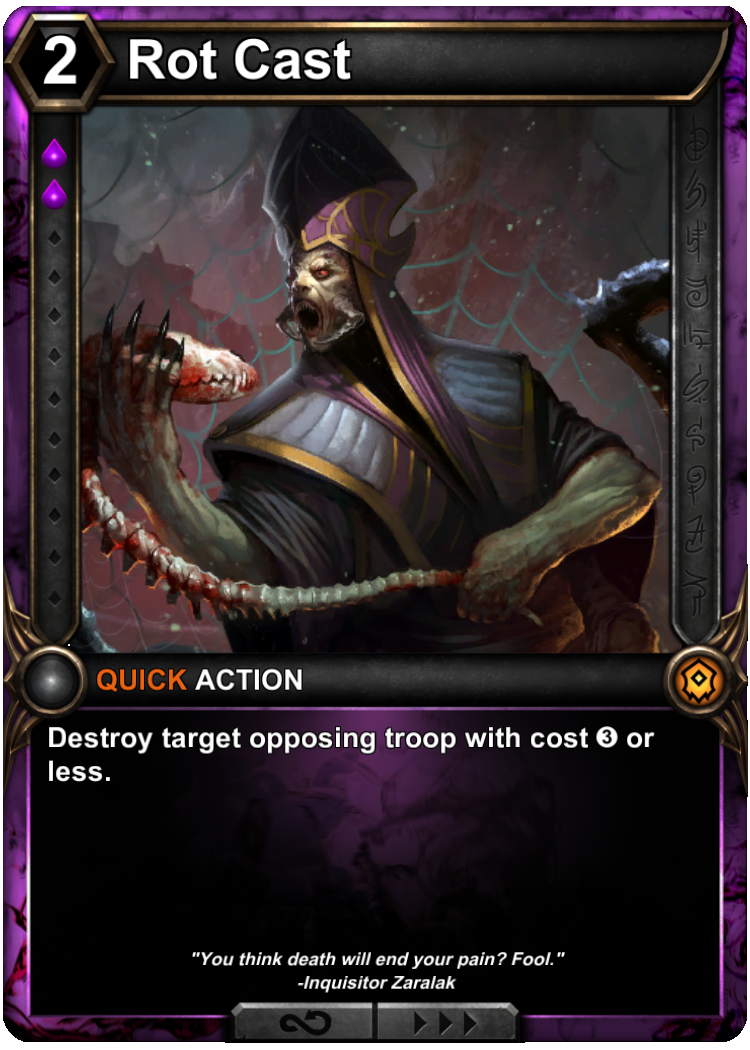 2 Rot Cast
QUICK ACTION
Destroy target opposing troop with cost 3 or
less.
"You think death will end your pain? Fool."
-Inquisitor Zaralak